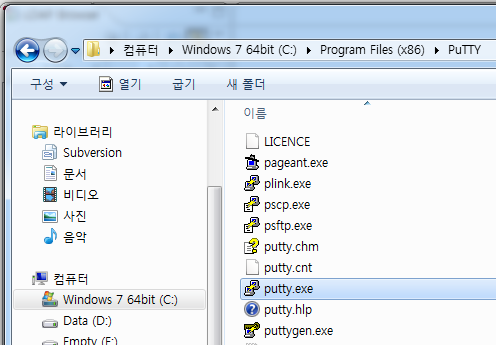 컴퓨터 Windows 7 64bit (C:) Program Files (x86) PuTTY
구성 열기 굽기 새 폴더
이름
라이브러리
Subversion
문서
비디오
사진
음악
컴퓨터
Windows 7 64bit (C:)
Data (D:)
Empty (E:)
LICENCE
pageant.exe
plink.exe
pscp.exe
psftp.exe
putty.chm
putty.cnt
putty.exe
putty.hlp
puttygen.exe